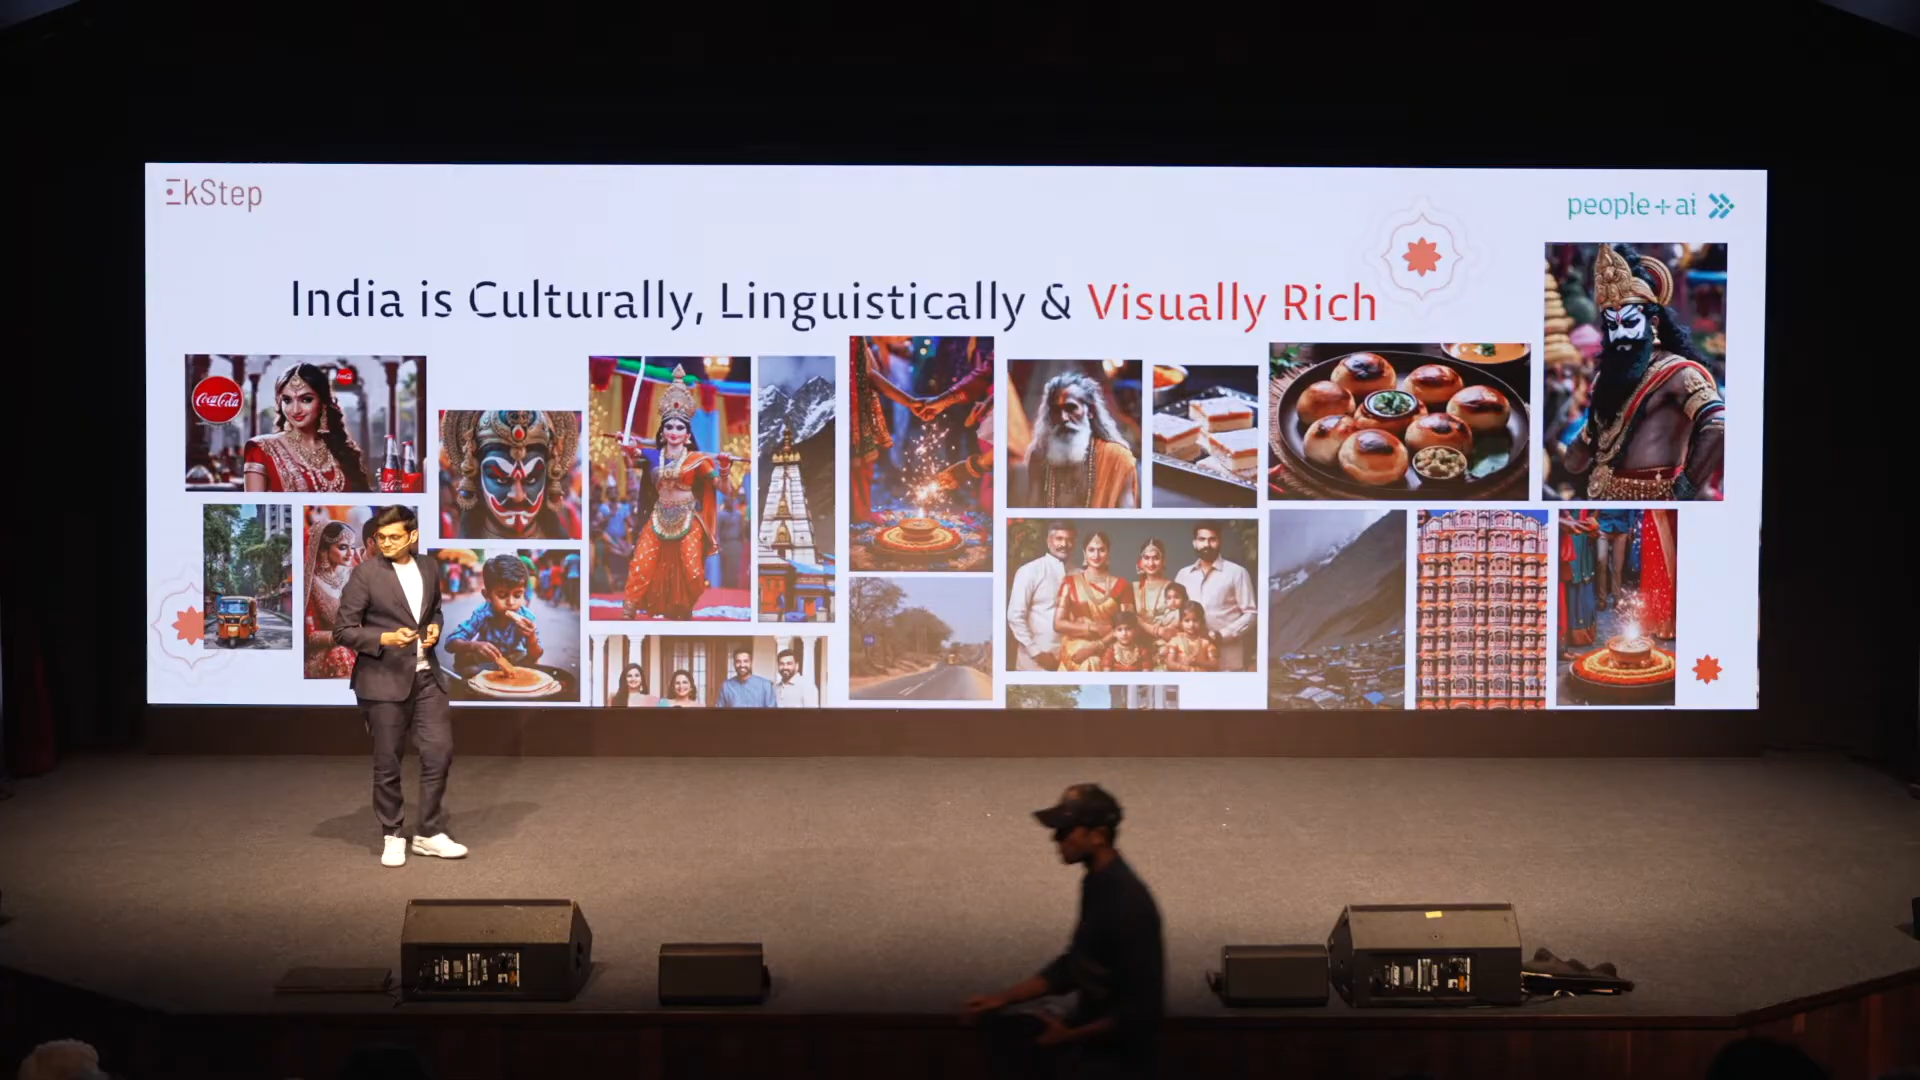 EkStep
people+ai
India is Culturally, Linguistically & Visually Rich
Coca-Cola